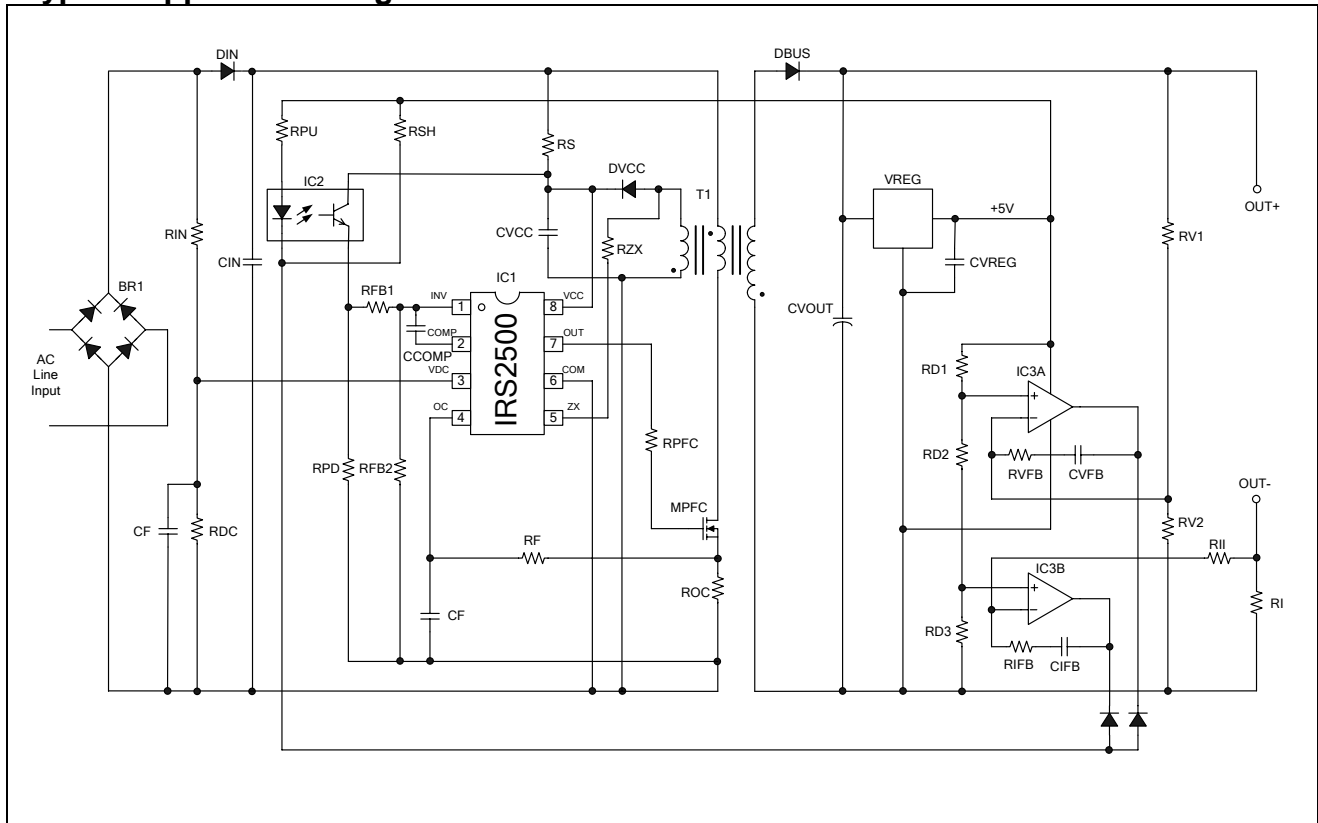 DIN
DBUS
RPU
RSH
RS
DVCC
IC2
T1
VREG
+5V
OUT+
RIN
CIN
CVCC
RZX
RV1
CVREG
BR1
IC1
RFB1
INV
1
8
VCC
CVOUT
COMP
2
7
OUT
CCOMP
AC
Line
Input
VDC
3
6
COM
RD1
IC3A
OC
4
5
ZX
IRS2500
RPFC
RD2
RVFB
CVFB
RPD
RFB2
OUT-
MPFC
CF
RDC
RV2
RF
RII
ROC
IC3B
RI
CF
RD3
RIFB
CIFB